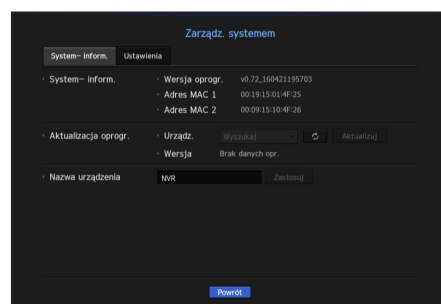 Zarządz. systemem
System– inform. Ustawienia
System– inform. Wersja oprogr. v0.72_160421195703
Adres MAC 1 00:19:15:01:4F:25
Adres MAC 2 00:09:15:10:4F:26
Aktualizacja oprogr. Urządz. Wyszukaj Aktualizuj
Wersja Brak danych opr.
Nazwa urządzenia NVR Zastosuj
Powrót